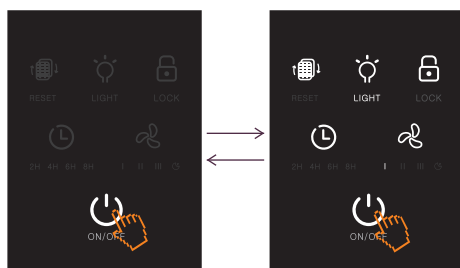 RESET LIGHT LOCK
2H 4H 6H 8H I II III
ON/OFF
RESET LIGHT LOCK
2H 4H 6H 8H I II III
ON/OFF